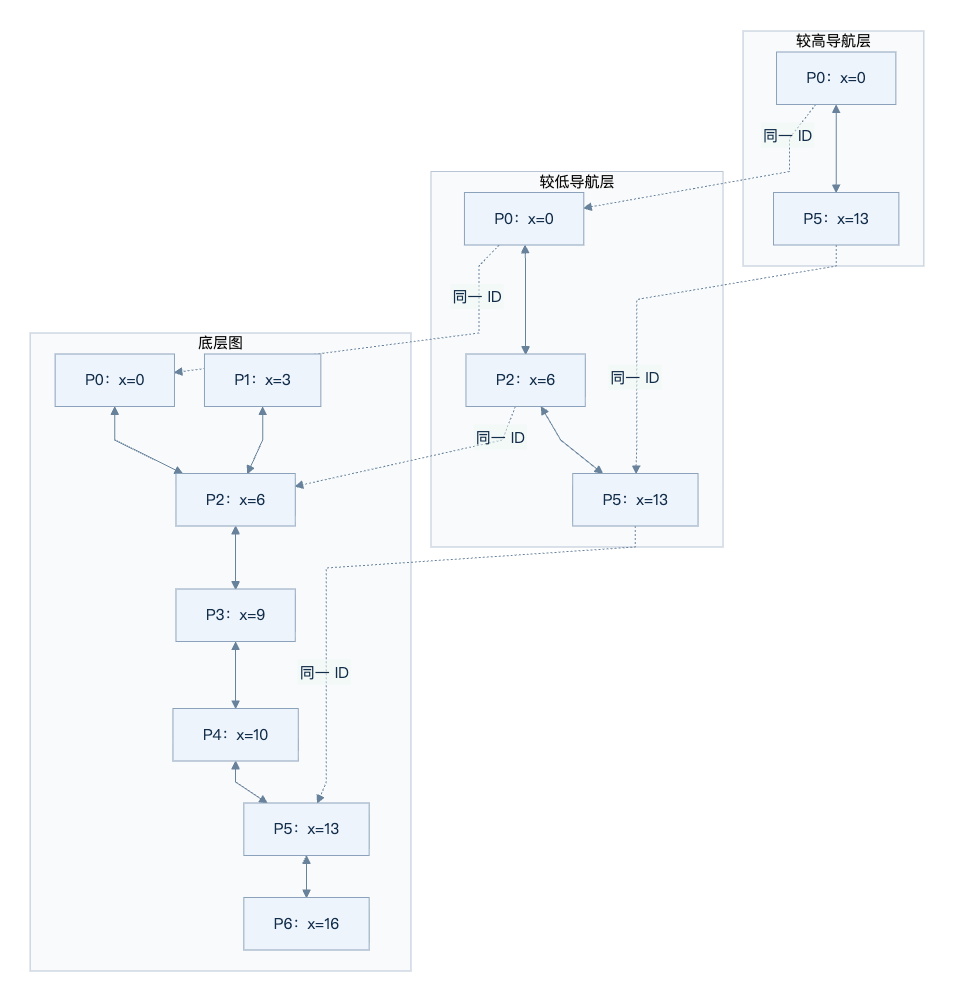 较高导航层
P0：x=0
同一 ID
P5：x=13
较低导航层
P0：x=0
同一 ID
P2：x=6
同一 ID
同一 ID
P5：x=13
底层图
P0：x=0
P1：x=3
P2：x=6
P3：x=9
同一 ID
P4：x=10
P5：x=13
P6：x=16